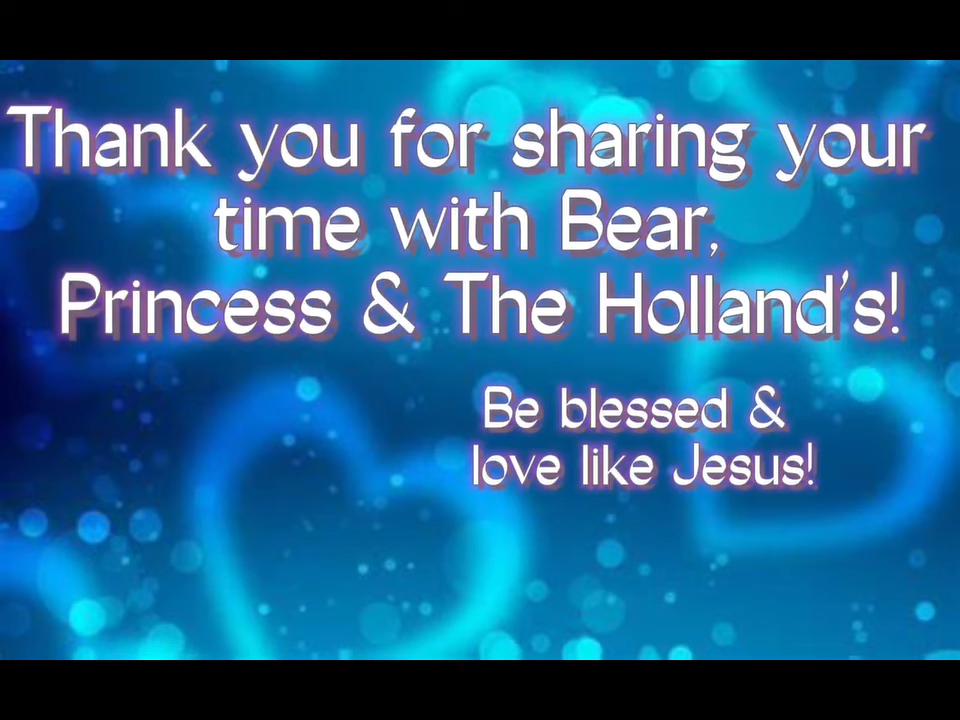 Thank you for sharing your
time with Bear,
Princess & The Holland's!
Be blessed &
love like Jesus!